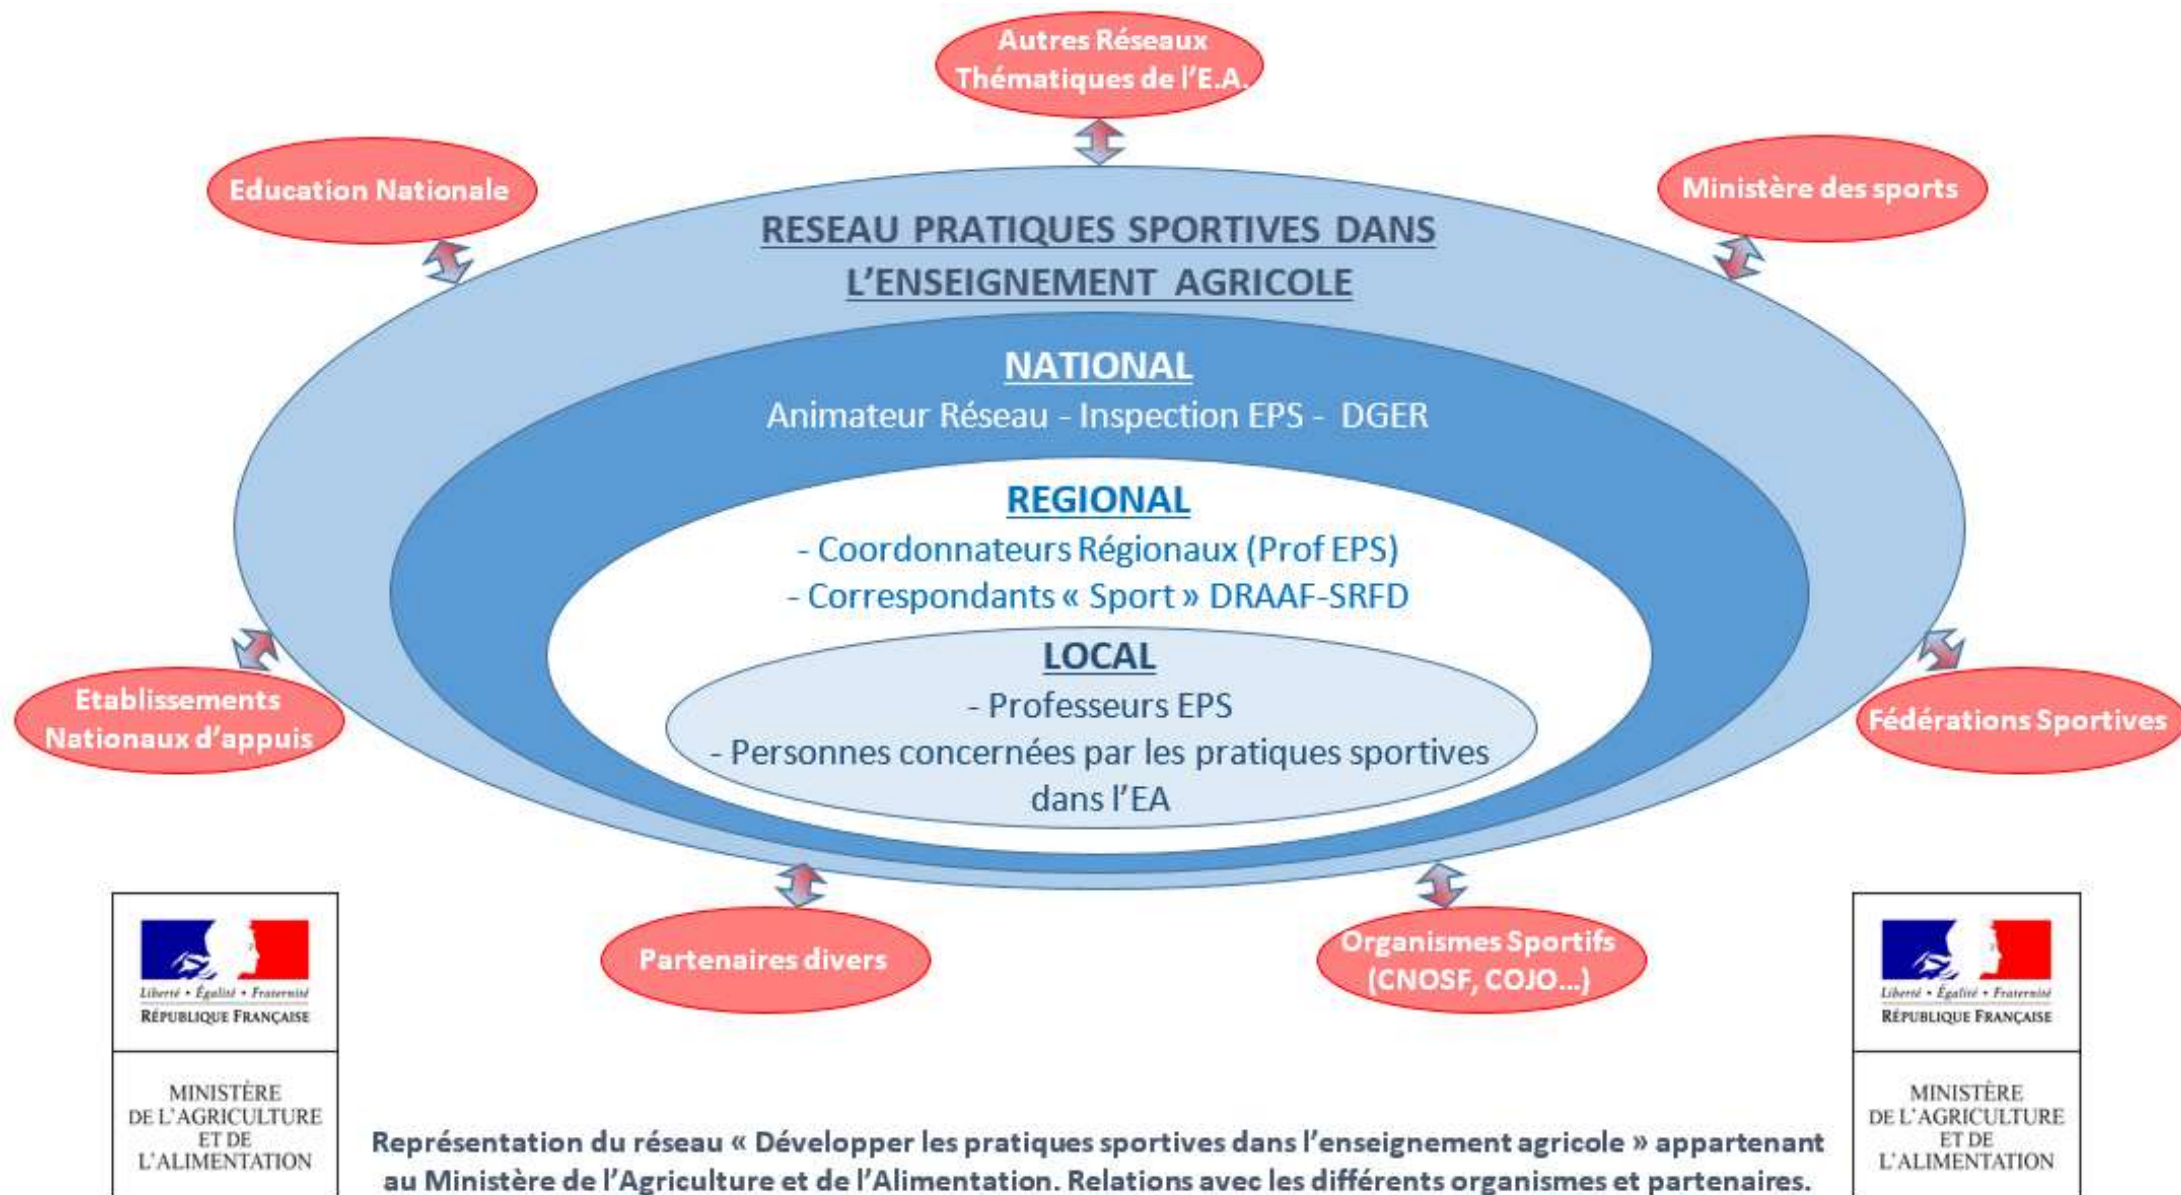 Autres Réseaux
Thématiques de l'E.A.
Education Nationale
Ministère des sports
RESEAU PRATIQUES SPORTIVES DANS
L'ENSEIGNEMENT AGRICOLE
NATIONAL
Animateur Réseau - Inspection EPS - DGER
REGIONAL
- Coordonnateurs Régionaux (Prof EPS)
- Correspondants « Sport » DRAAF-SRFD
LOCAL
- Professeurs EPS
- Personnes concernées par les pratiques sportives
dans l'EA
Etablissements
Nationaux d'appuis
Fédérations Sportives
Partenaires divers
Organismes Sportifs
(CNOSF, COJO...)
Liberté • Égalité • Fraternité
RÉPUBLIQUE FRANÇAISE
MINISTÈRE
DE L'AGRICULTURE
ET DE
L'ALIMENTATION
Représentation du réseau « Développer les pratiques sportives dans l'enseignement agricole » appartenant
au Ministère de l'Agriculture et de l'Alimentation. Relations avec les différents organismes et partenaires.
Liberté • Égalité • Fraternité
RÉPUBLIQUE FRANÇAISE
MINISTÈRE
DE L'AGRICULTURE
ET DE
L'ALIMENTATION